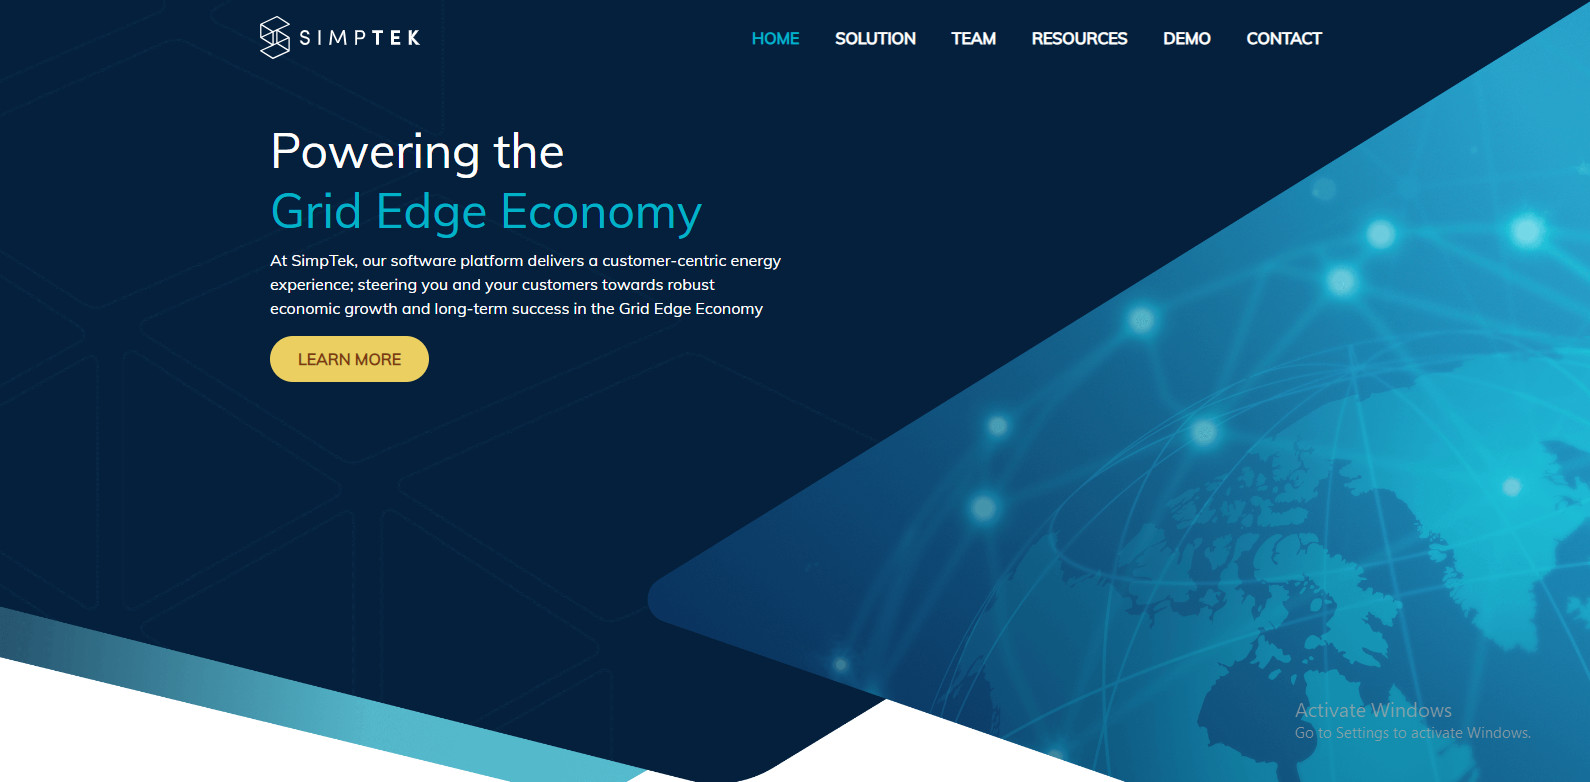 SIMPTEK
HOME SOLUTION TEAM RESOURCES DEMO CONTACT
Powering the
Grid Edge Economy
At SimpTek, our software platform delivers a customer-centric energy
experience; steering you and your customers towards robust
economic growth and long-term success in the Grid Edge Economy
LEARN MORE
Activate Windows
Go to Settings to activate Windows.